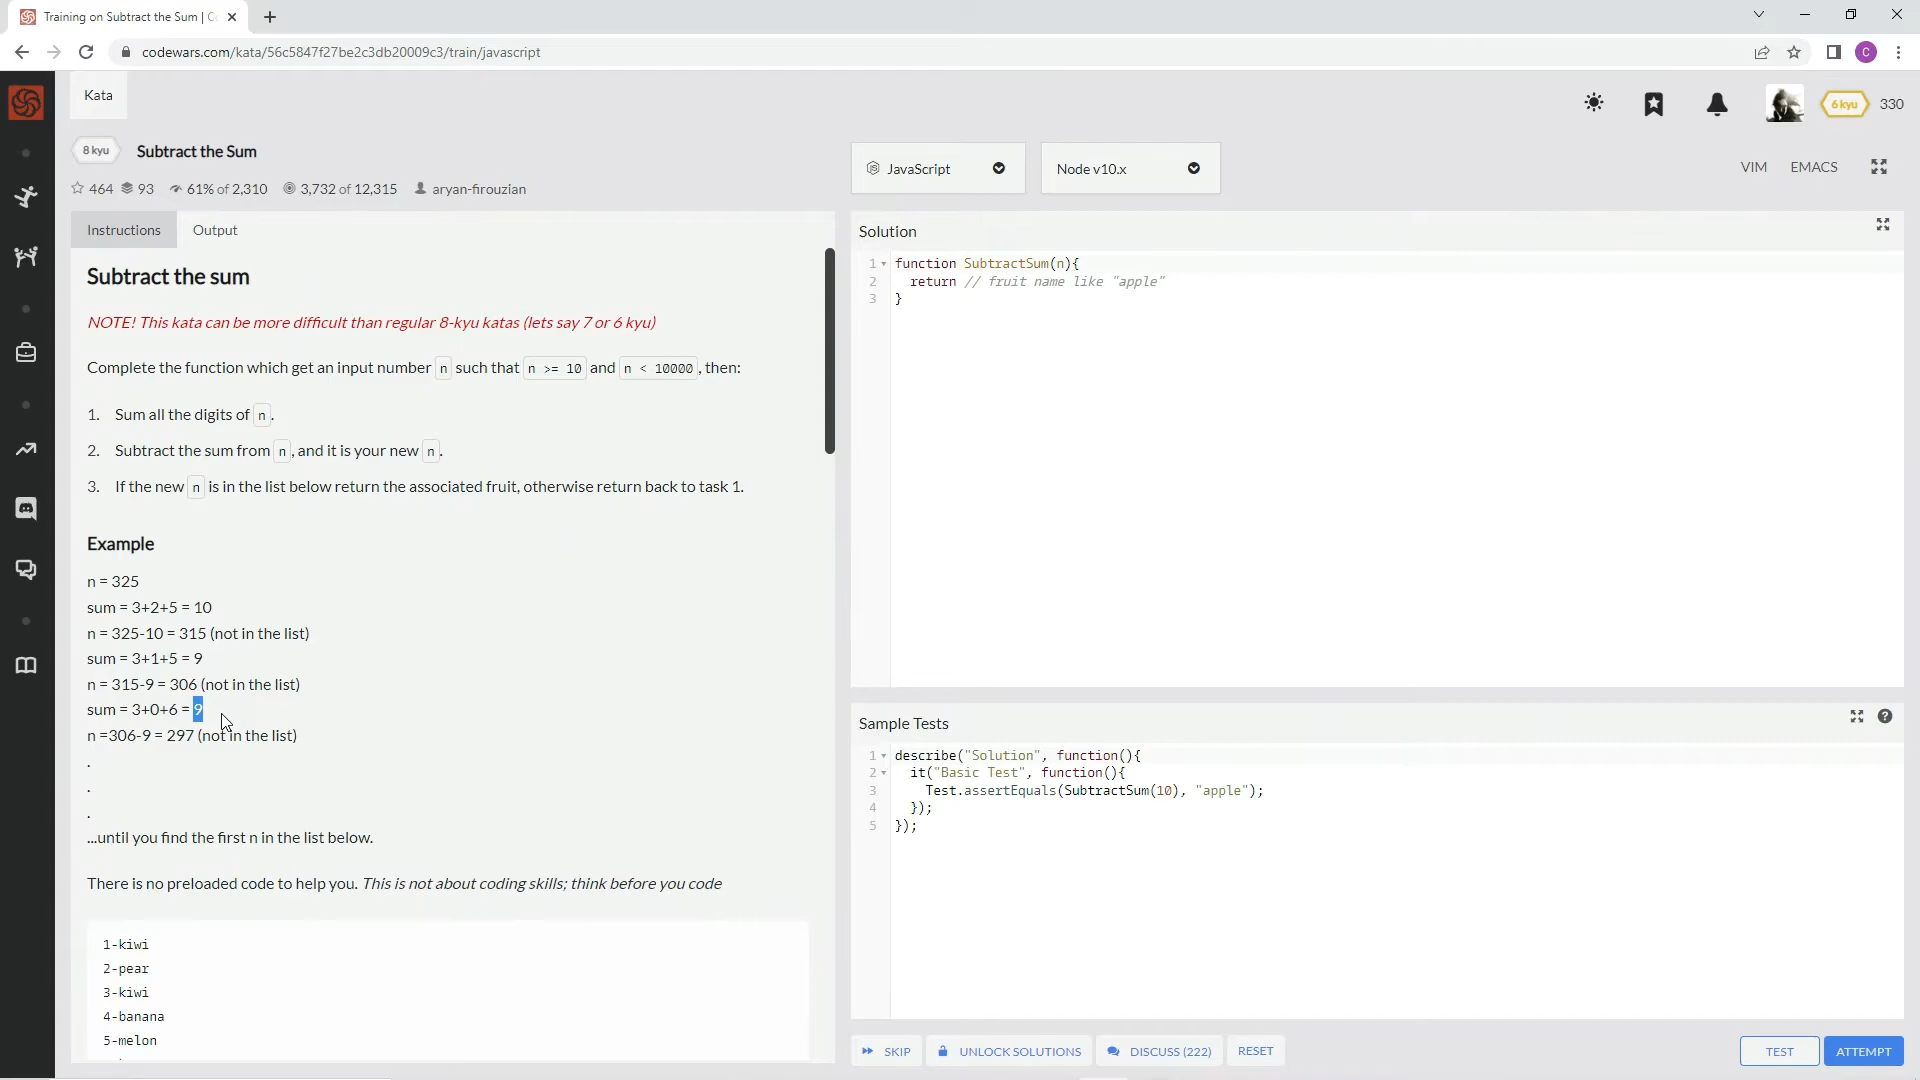 Training on Subtract the Sum | Co
codewars.com/kata/56c5847f27be2c3db20009c3/train/javascript
C
Kata
6 kyu
330
8 kyu
Subtract the Sum
464 93 61% of 2,310 3,732 of 12,315 aryan-firouzian
JavaScript
Node v10.x
VIM
EMACS
Instructions
Output
Subtract the sum
NOTE! This kata can be more difficult than regular 8-kyu katas (lets say 7 or 6 kyu)
Complete the function which get an input number n such that n >= 10 and n < 10000, then:
1. Sum all the digits of n.
2. Subtract the sum from n, and it is your new n.
3. If the new n is in the list below return the associated fruit, otherwise return back to task 1.
Example
n = 325
sum = 3+2+5 = 10
n = 325-10 = 315 (not in the list)
sum = 3+1+5 = 9
n = 315-9 = 306 (not in the list)
sum = 3+0+6 = 9
n =306-9 = 297 (not in the list)
.
.
.
...until you find the first n in the list below.
There is no preloaded code to help you. This is not about coding skills; think before you code
1-kiwi
2-pear
3-kiwi
4-banana
5-melon
Solution
1 function SubtractSum(n){
2 return // fruit name like "apple"
3 }
Sample Tests
1 describe("Solution", function(){
2 it("Basic Test", function(){
3 Test.assertEquals(SubtractSum(10), "apple");
4 });
5 });
SKIP
UNLOCK SOLUTIONS
DISCUSS (222)
RESET
TEST
ATTEMPT